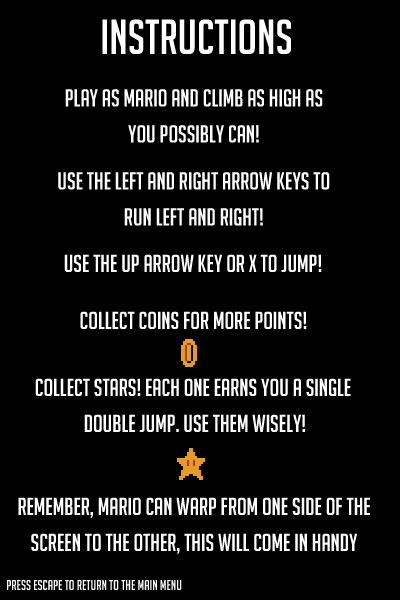 INSTRUCTIONS
PLAY AS MARIO AND CLIMB AS HIGH AS
YOU POSSIBLY CAN!
USE THE LEFT AND RIGHT ARROW KEYS TO
RUN LEFT AND RIGHT!
USE THE UP ARROW KEY OR X TO JUMP!
COLLECT COINS FOR MORE POINTS!
COLLECT STARS! EACH ONE EARNS YOU A SINGLE
DOUBLE JUMP. USE THEM WISELY!
REMEMBER, MARIO CAN WARP FROM ONE SIDE OF THE
SCREEN TO THE OTHER, THIS WILL COME IN HANDY
PRESS ESCAPE TO RETURN TO THE MAIN MENU